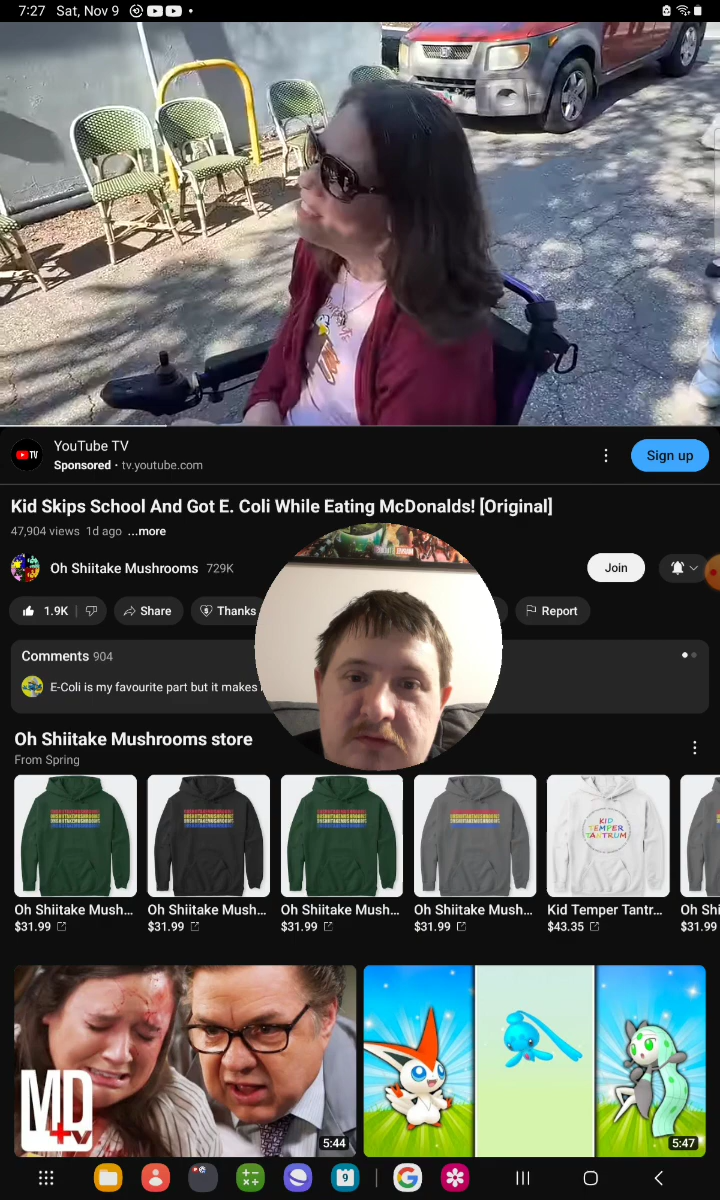 7:27 Sat, Nov 9
YouTube TV
Sponsored · tv.youtube.com
Sign up
Kid Skips School And Got E. Coli While Eating McDonalds! [Original]
47,904 views 1d ago ...more
Oh Shiitake Mushrooms 729K
Join
1.9K
Share
Thanks
Report
Comments 904
E-Coli is my favourite part but it makes
Oh Shiitake Mushrooms store
From Spring
KID
TEMPER
TANTRUM
Oh Shiitake Mush... Oh Shiitake Mush... Oh Shiitake Mush... Oh Shiitake Mush... Kid Temper Tantr... Oh Shi
$31.99 $31.99 $31.99 $31.99 $43.35 $31.99
MD
TV
5:44
5:47
9